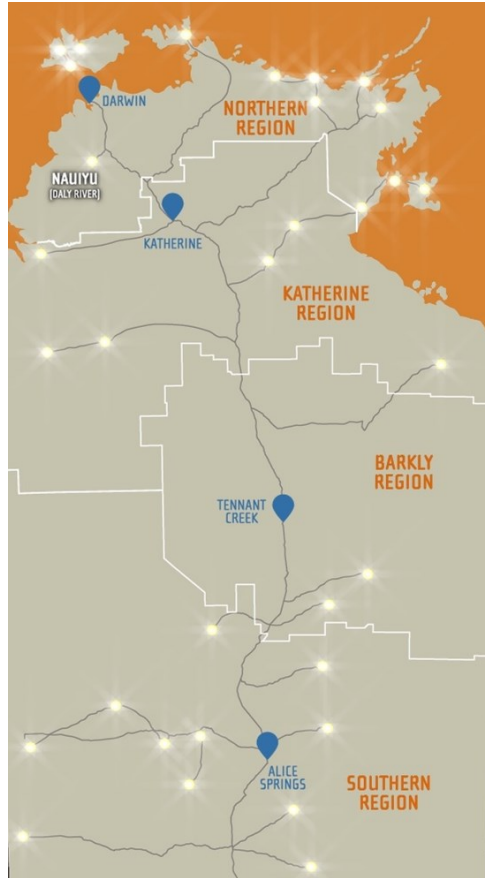 DARWIN
NORTHERN
REGION
NAUIYU
(DALY RIVER)
KATHERINE
KATHERINE
REGION
BARKLY
REGION
TENNANT
CREEK
ALICE
SPRINGS
SOUTHERN
REGION